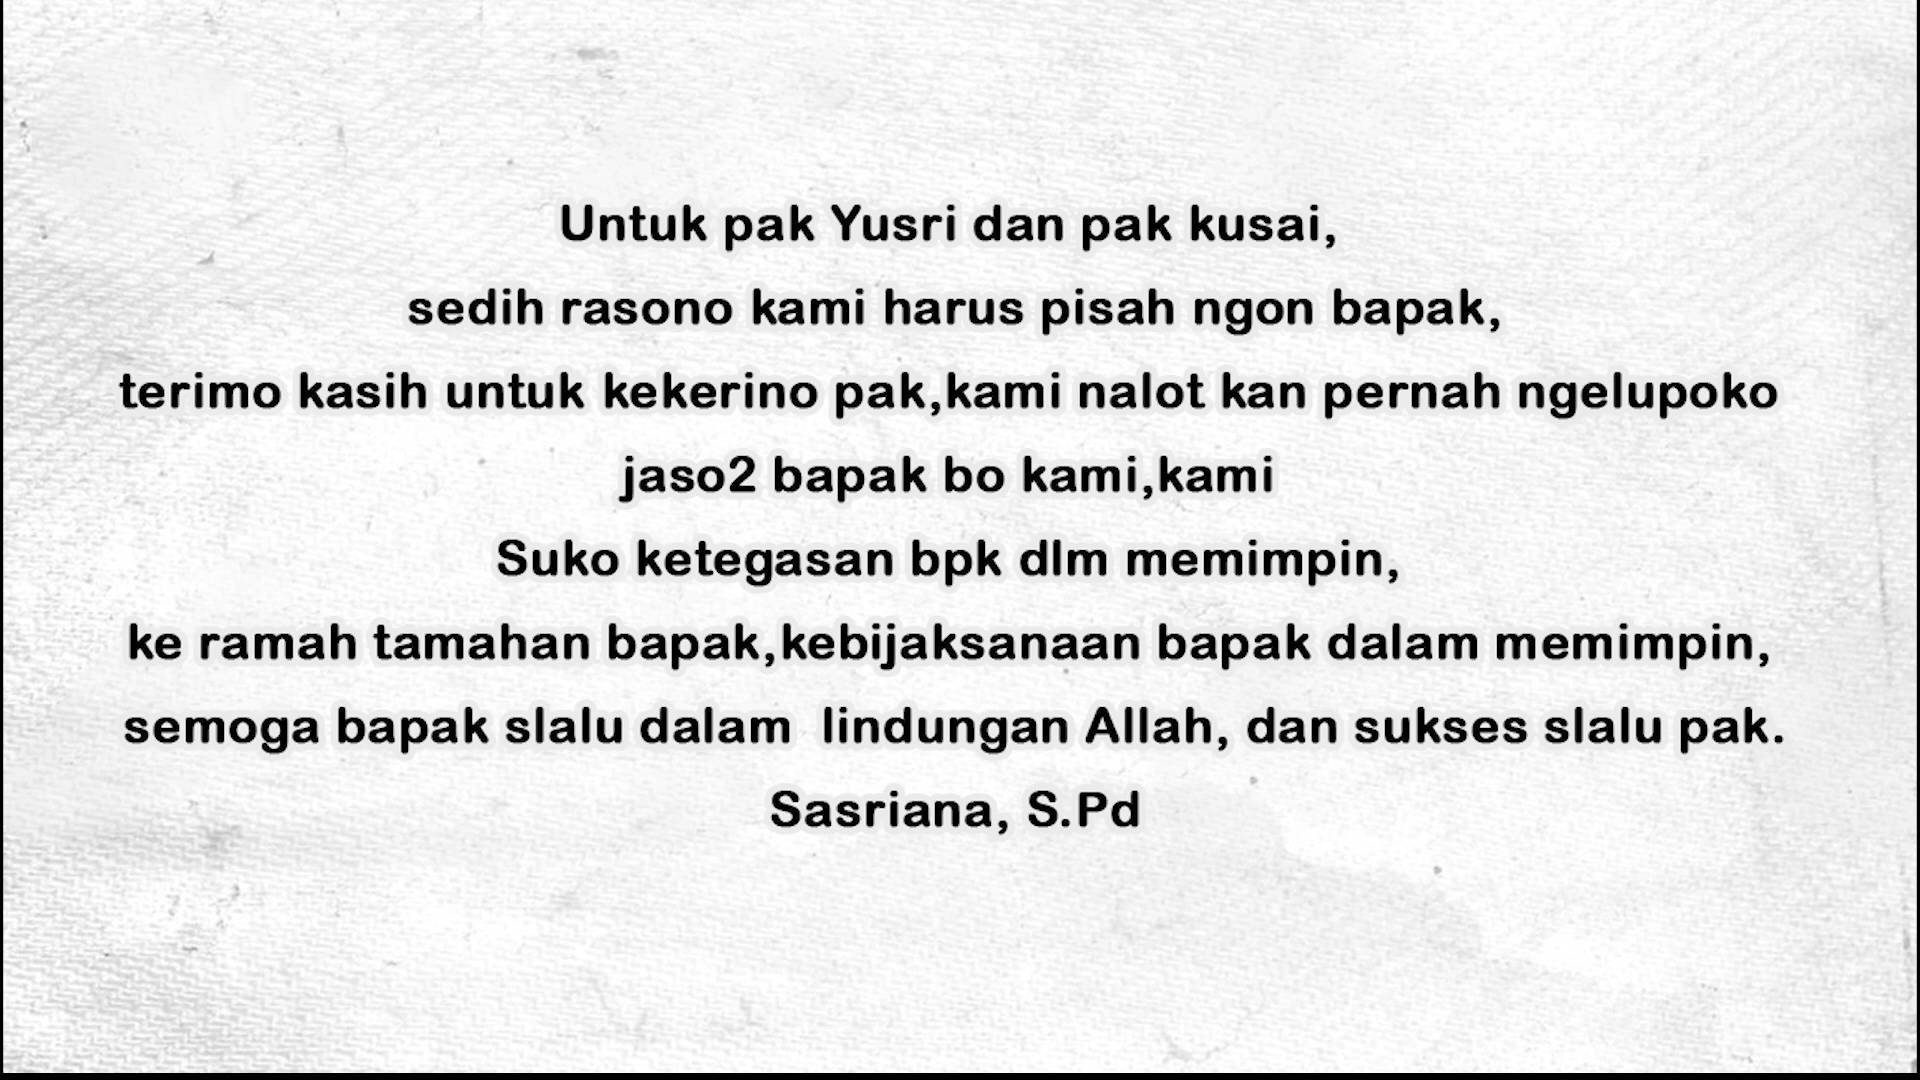 Untuk pak Yusri dan pak kusai,
sedih rasono kami harus pisah ngon bapak,
terimo kasih untuk kekerino pak,kami nalot kan pernah ngelupoko
jaso2 bapak bo kami,kami
Suko ketegasan bpk dlm memimpin,
ke ramah tamahan bapak,kebijaksanaan bapak dalam memimpin,
semoga bapak slalu dalam  lindungan Allah, dan sukses slalu pak.
Sasriana, S.Pd